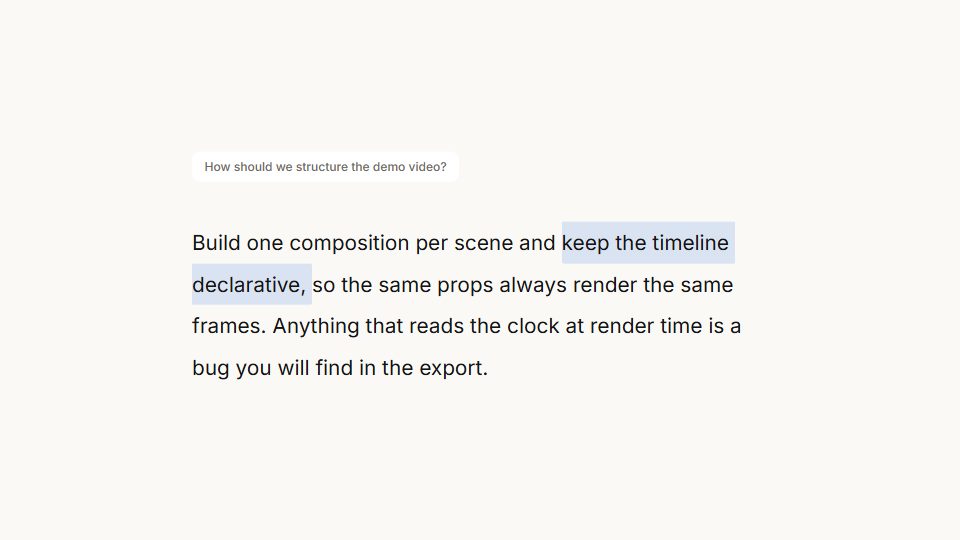 How should we structure the demo video?
Build one composition per scene and keep the timeline
declarative, so the same props always render the same
frames. Anything that reads the clock at render time is a
bug you will find in the export.